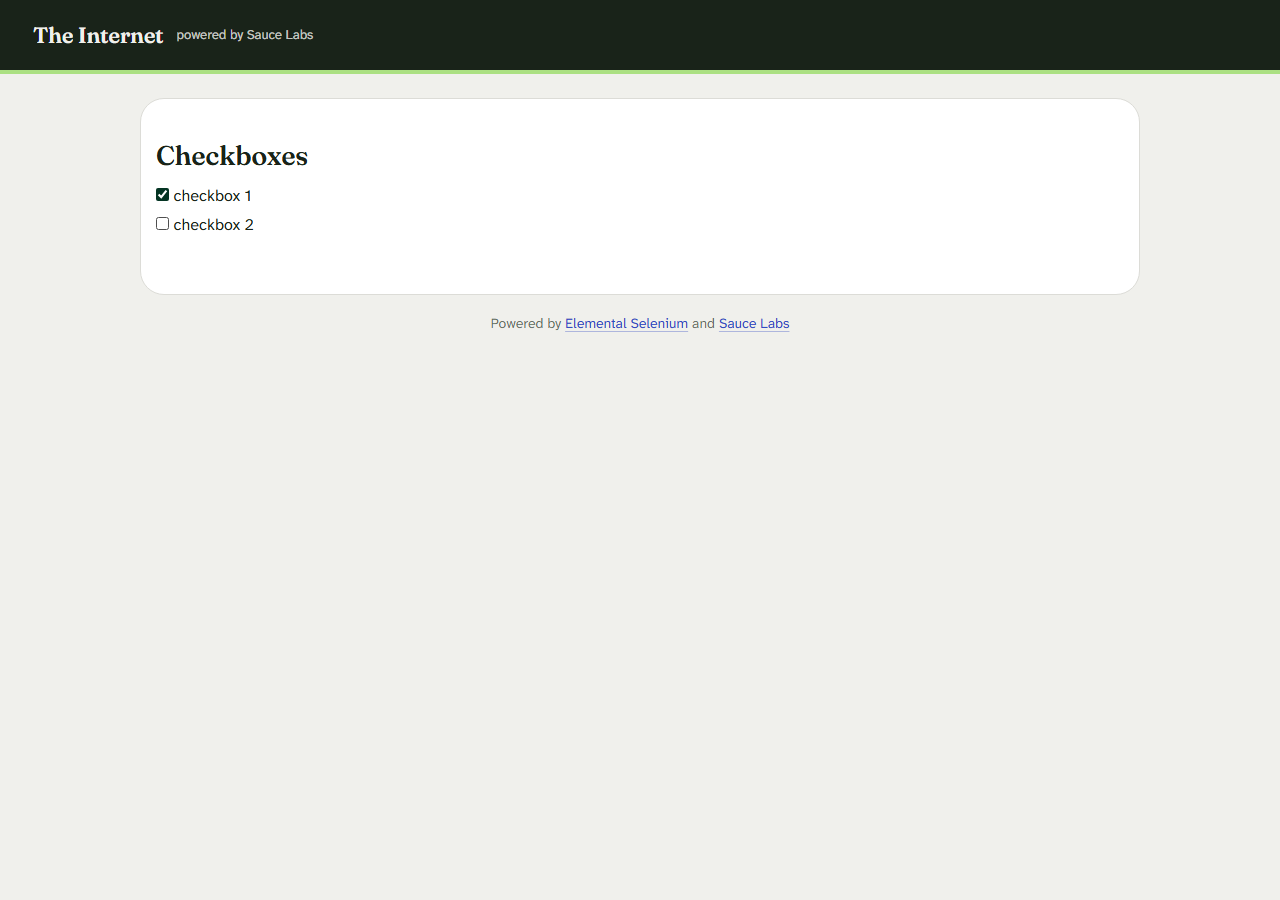 The Internet powered by Sauce Labs
Checkboxes
checkbox 1
checkbox 2
Powered by Elemental Selenium and Sauce Labs